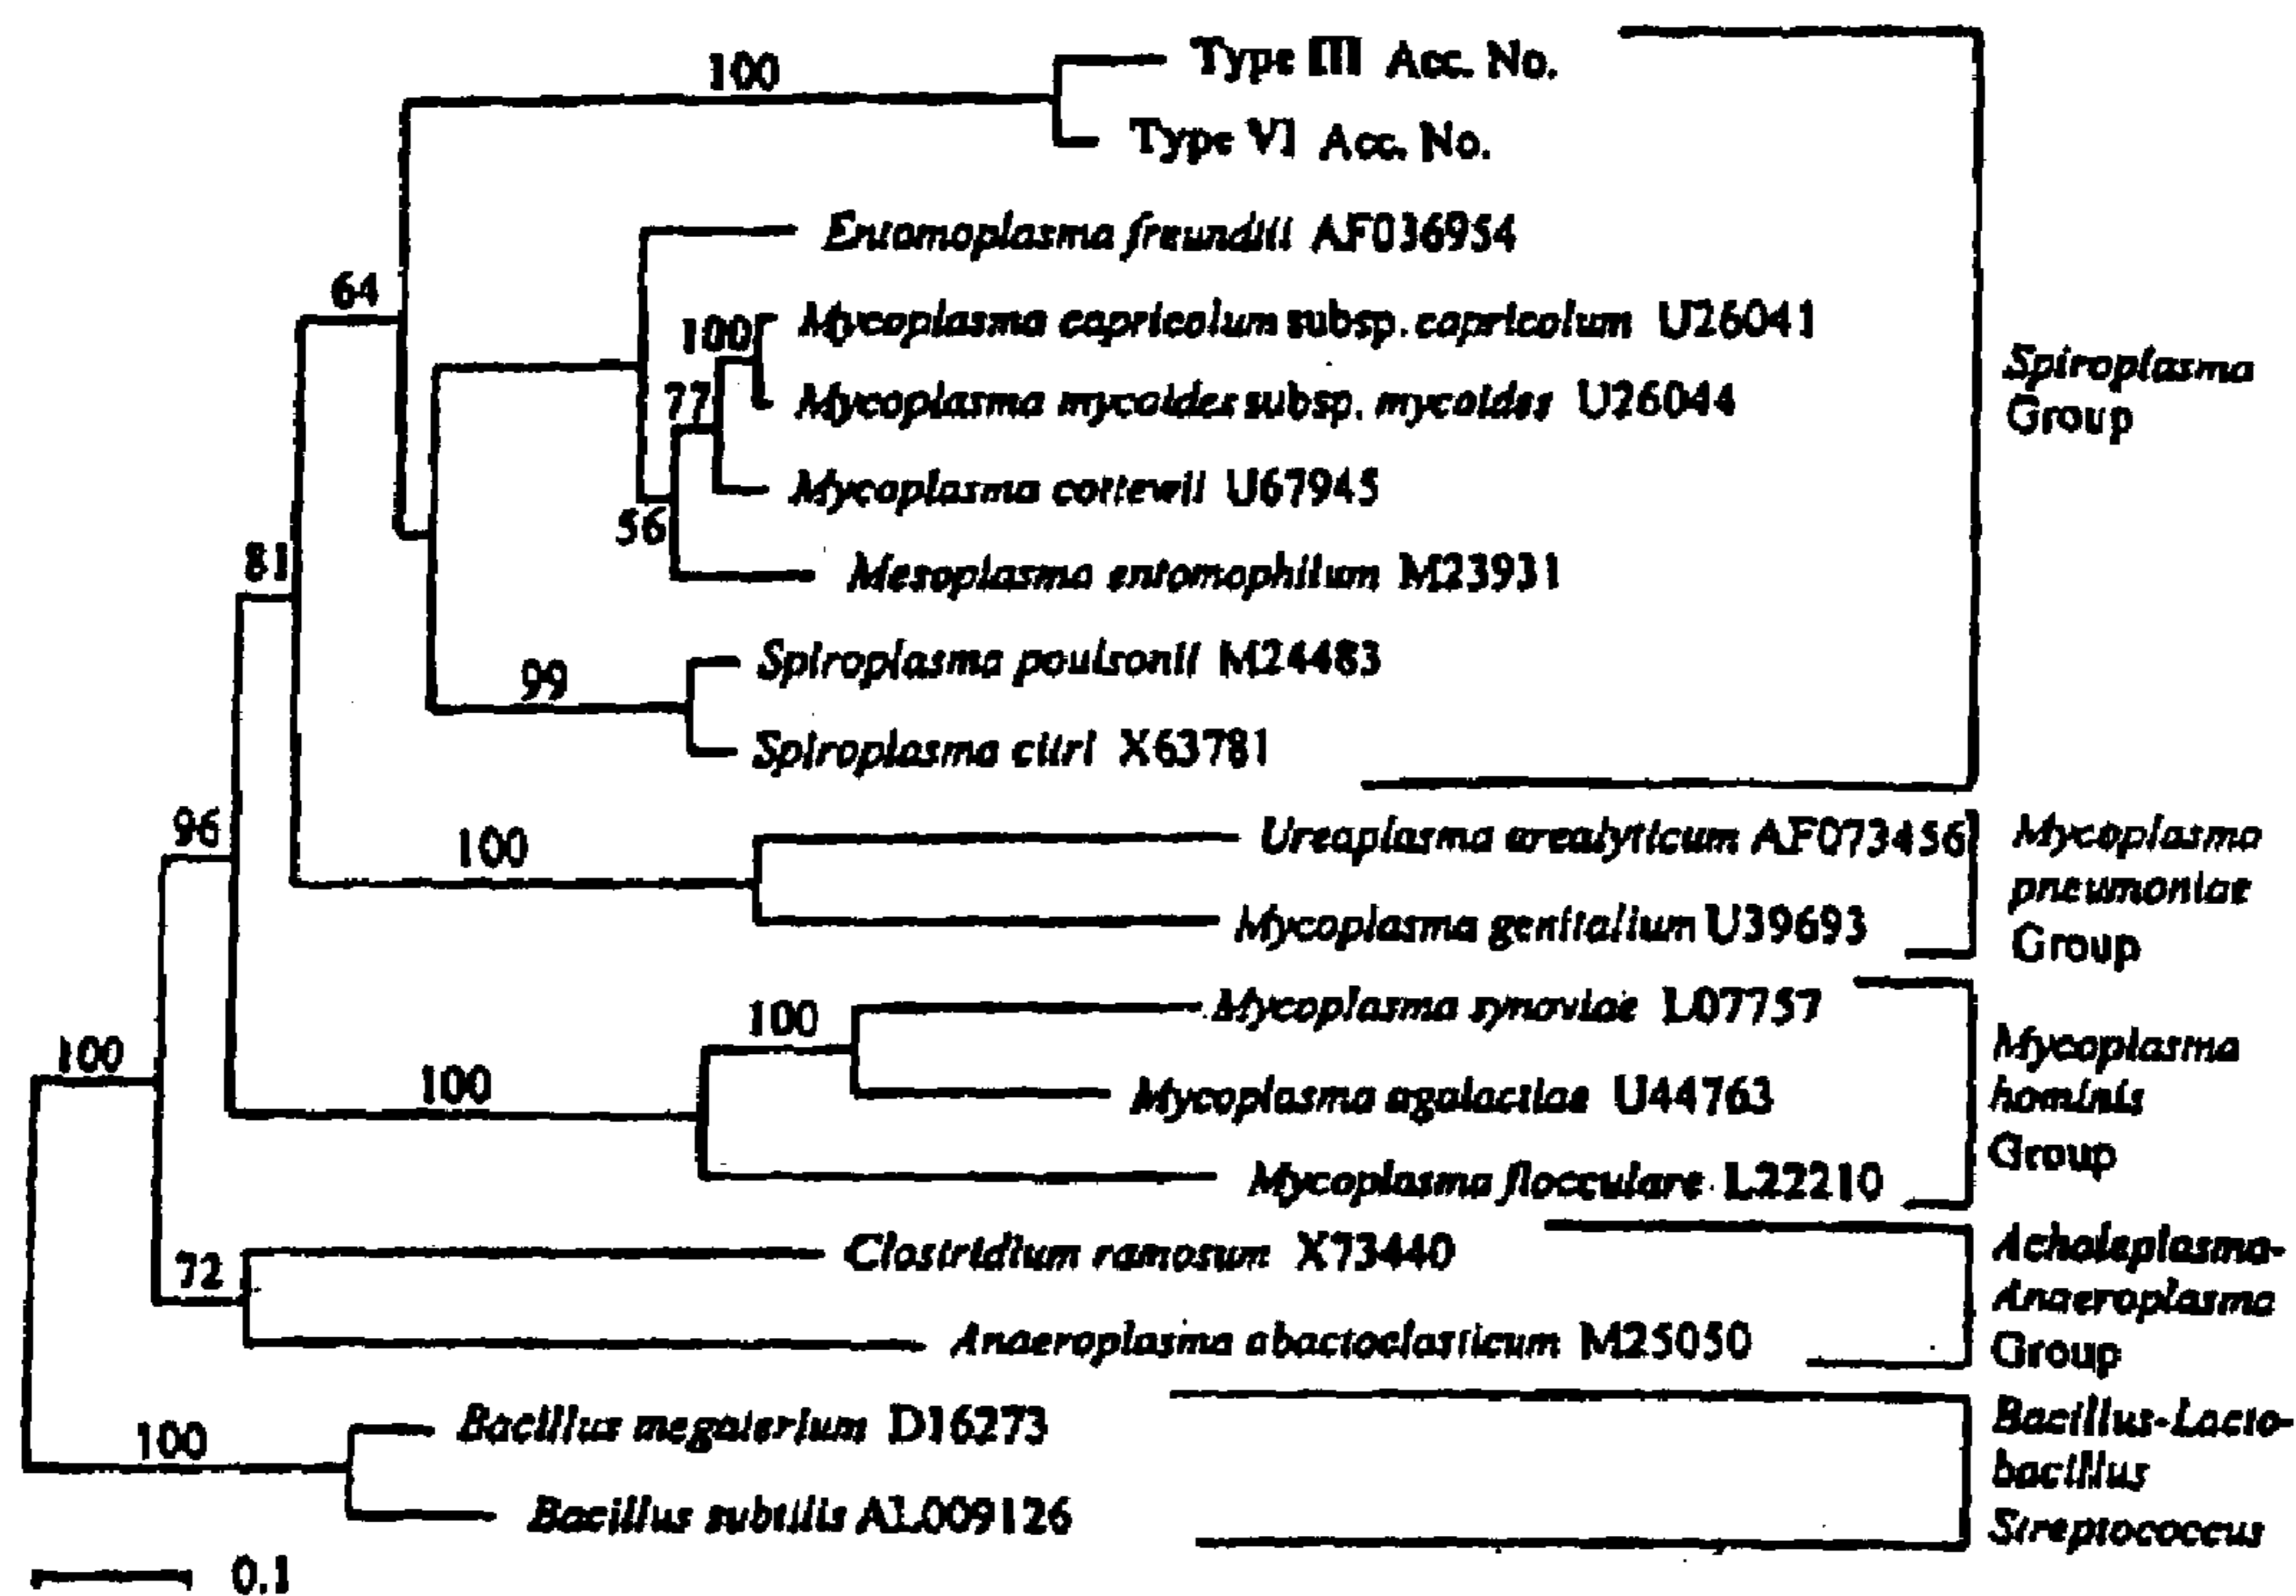 100
Type III Acc. No.
Type VI Acc. No.
64
Entomoplasma freundtii AF036954
100
Mycoplasma capricolum subsp. capricolum U26041
77
Mycoplasma mycoides subsp. mycoides U26044
Mycoplasma cottewii U67945
56
Mesoplasma entomophilum M23931
Spiroplasma
Group
81
99
Spiroplasma poulsonii M24483
Spiroplasma citri X63781
96
100
Ureaplasma urealyticum AF073456
Mycoplasma genitalium U39693
Mycoplasma
pneumoniae
Group
100
100
100
Mycoplasma synoviae L07757
Mycoplasma agalactiae U44763
Mycoplasma flocculare L22210
Mycoplasma
hominis
Group
72
Clostridium ramosum X73440
Anaeroplasma abactoclasticum M25050
Acholeplasma-
Anaeroplasma
Group
100
Bacillus megaterium D16273
Bacillus subtilis AL009126
Bacillus-Lacto-
bacillus
Streptococcus
0.1